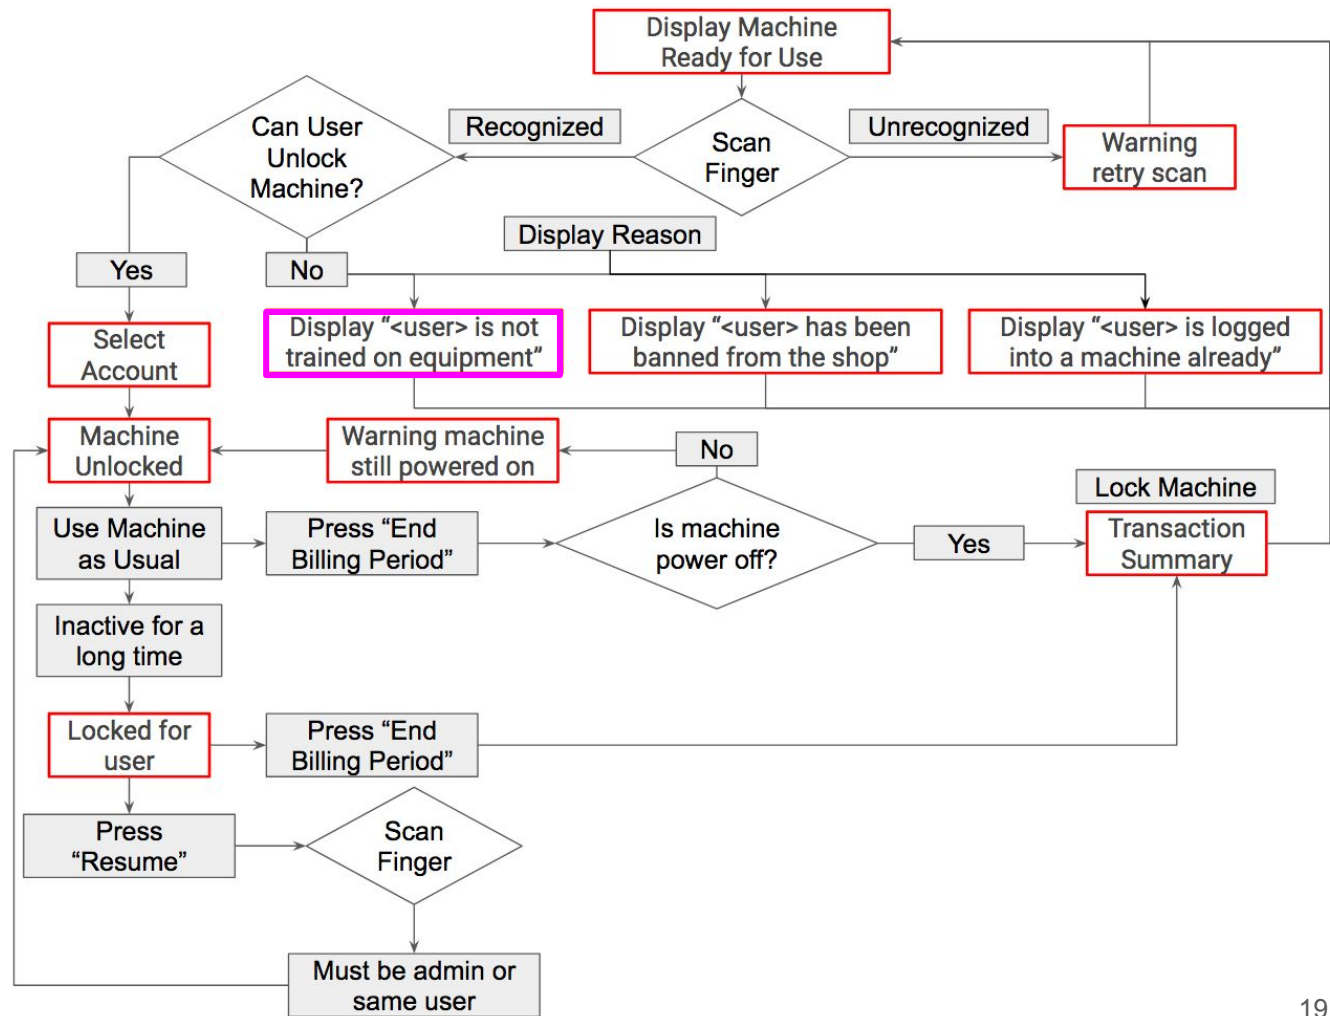 Display Machine
Ready for Use
Can User
Unlock
Machine?
Recognized
Scan
Finger
Unrecognized
Warning
retry scan
Display Reason
Yes
No
Display “<user> is not
trained on equipment”
Display “<user> has been
banned from the shop”
Display “<user> is logged
into a machine already”
Select
Account
Machine
Unlocked
Warning machine
still powered on
No
Lock Machine
Use Machine
as Usual
Press “End
Billing Period”
Is machine
power off?
Yes
Transaction
Summary
Inactive for a
long time
Locked for
user
Press “End
Billing Period”
Press
“Resume”
Scan
Finger
Must be admin or
same user
19